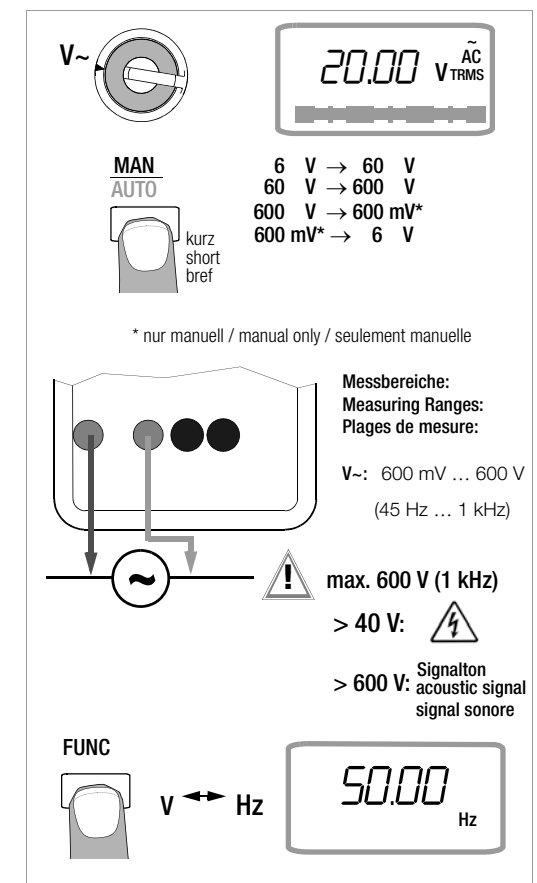 V~
20.00 V TRMS ~ AC
MAN
AUTO
kurz
short
bref
6 V → 60 V
60 V → 600 V
600 V → 600 mV*
600 mV* → 6 V
* nur manuell / manual only / seulement manuelle
Messbereiche:
Measuring Ranges:
Plages de mesure:
V~: 600 mV … 600 V
(45 Hz … 1 kHz)
~
! max. 600 V (1 kHz)
> 40 V:
> 600 V: Signalton
acoustic signal
signal sonore
FUNC
V ↔ Hz
50.00 Hz